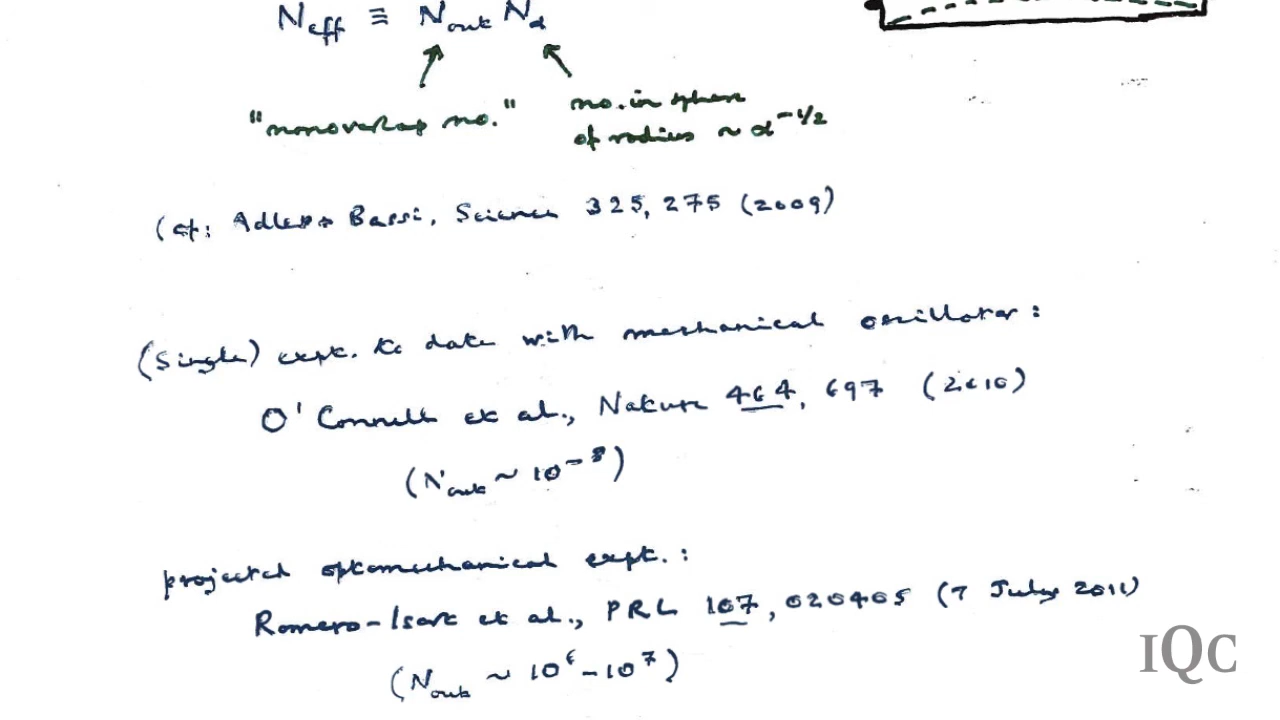 N_eff ≡ N_out N_α
"nonoverlap no."
no. in sphere
of radius ~ α^-1/2
(cf: Adler + Bassi, Science 325, 275 (2009)
(Single) expt. to date with mechanical oscillator:
O'Connell et al., Nature 464, 697 (2010)
(N_out ~ 10^-8)
projected optomechanical expt.:
Romero-Isart et al., PRL 107, 020405 (7 July 2011)
(N_out ~ 10^6 - 10^7)
IQC